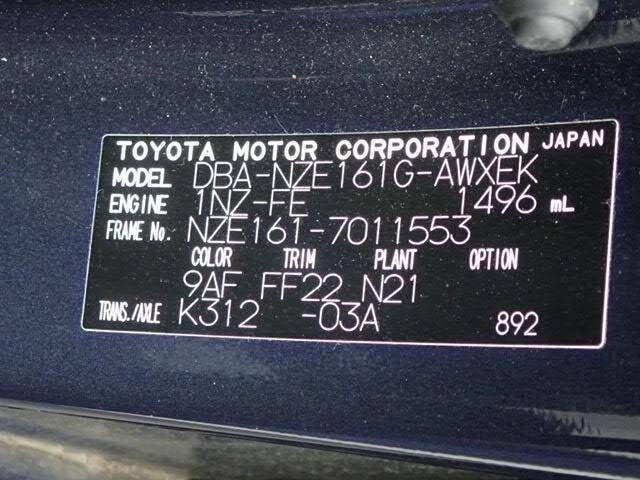 TOYOTA MOTOR CORPORATION JAPAN
MODEL DBA-NZE161G-AWXEK
ENGINE 1NZ-FE 1496 mL
FRAME No. NZE161-7011553
COLOR TRIM PLANT OPTION
9AF FF22 N21
TRANS./AXLE K312 -03A 892